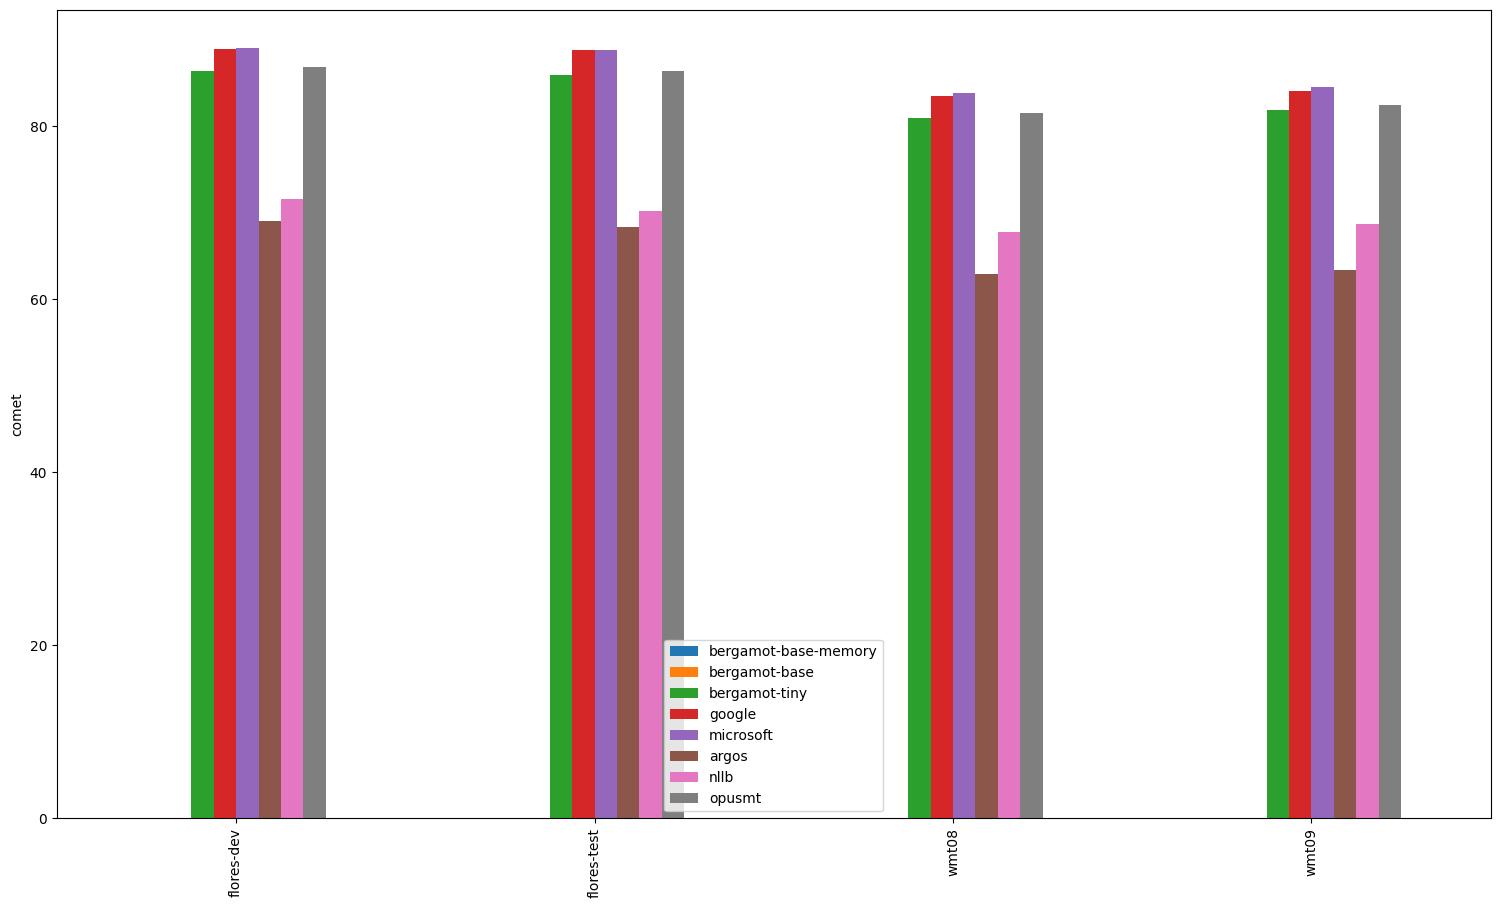 comet
80
60
40
20
0
bergamot-base-memory
bergamot-base
bergamot-tiny
google
microsoft
argos
nllb
opusmt
flores-dev
flores-test
wmt08
wmt09